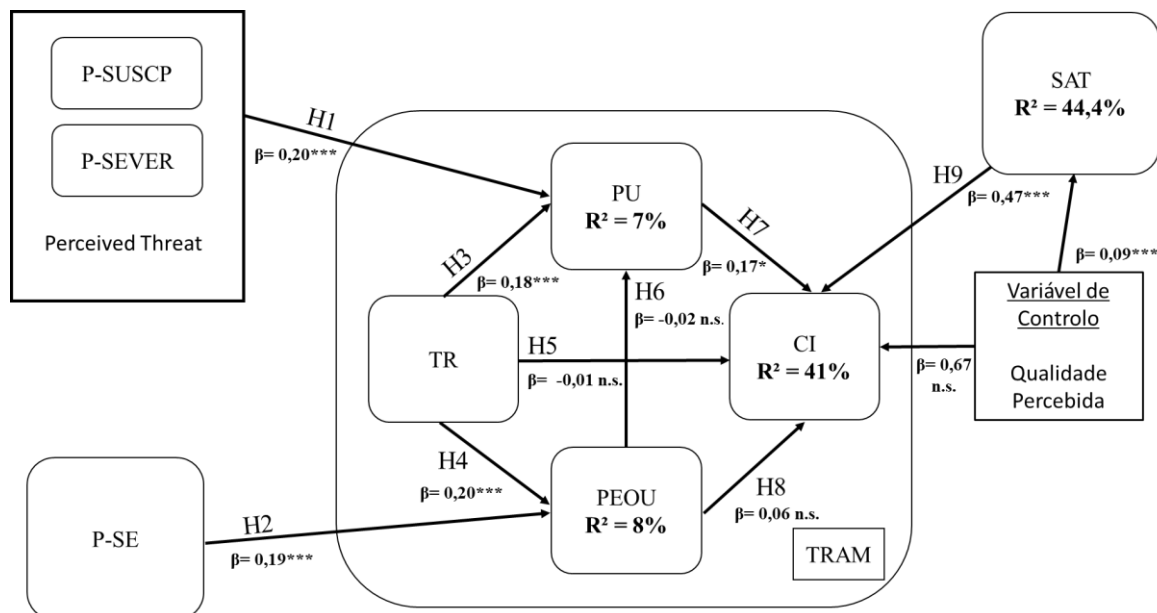 P-SUSCP
P-SEVER
Perceived Threat
H1
β= 0,20***
SAT
R² = 44,4%
H9
β= 0,47***
PU
R² = 7%
H7
β= 0,17*
H3
β= 0,18***
H6
β= -0,02 n.s.
β= 0,09***
Variável de
Controlo
Qualidade
Percebida
TR
H5
β= -0,01 n.s.
CI
R² = 41%
β= 0,67
n.s.
H4
β= 0,20***
PEOU
R² = 8%
H8
β= 0,06 n.s.
P-SE
H2
β= 0,19***
TRAM